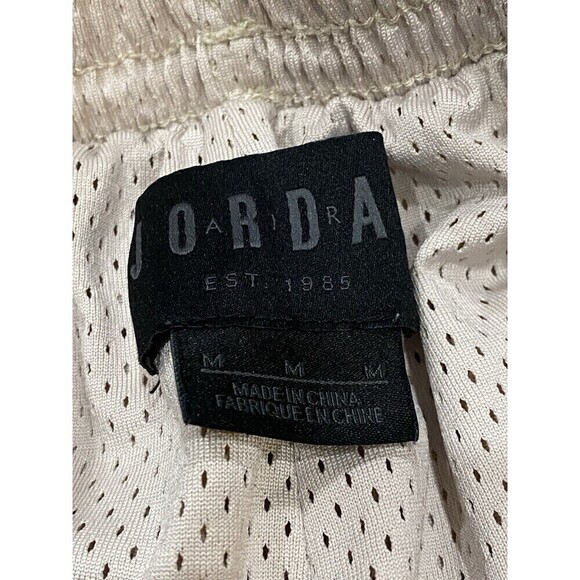 JORDA
AIR
EST. 1985
M M M
MADE IN CHINA
FABRIQUE EN CHINE